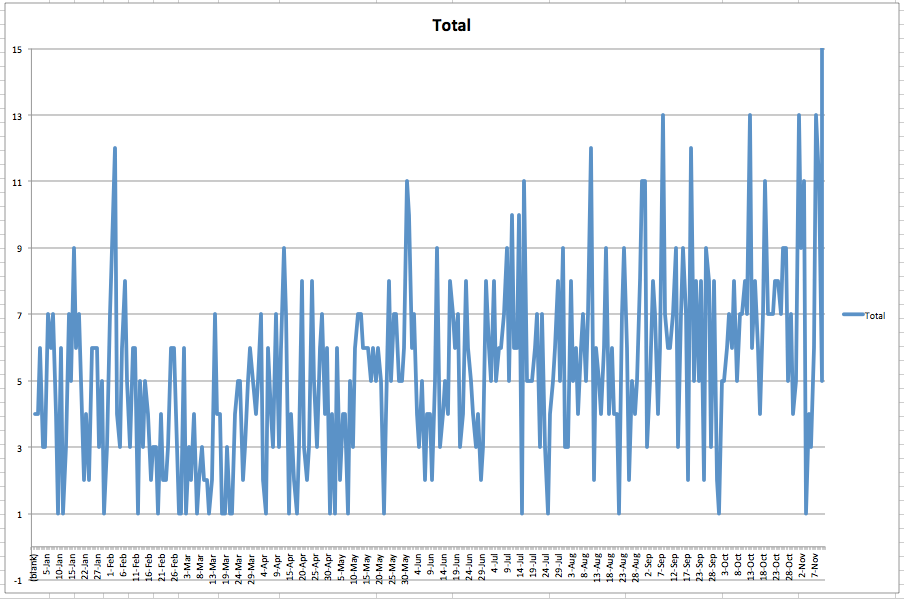 Total
15
13
11
9
7
5
3
1
-1
Total
(blank)
5-Jan
10-Jan
15-Jan
22-Jan
27-Jan
1-Feb
6-Feb
11-Feb
16-Feb
21-Feb
26-Feb
3-Mar
8-Mar
13-Mar
19-Mar
24-Mar
29-Mar
4-Apr
9-Apr
15-Apr
20-Apr
25-Apr
30-Apr
5-May
10-May
15-May
20-May
25-May
30-May
4-Jun
9-Jun
14-Jun
19-Jun
24-Jun
29-Jun
4-Jul
9-Jul
14-Jul
19-Jul
24-Jul
29-Jul
3-Aug
8-Aug
13-Aug
18-Aug
23-Aug
28-Aug
2-Sep
7-Sep
12-Sep
17-Sep
23-Sep
28-Sep
3-Oct
8-Oct
13-Oct
18-Oct
23-Oct
28-Oct
2-Nov
7-Nov